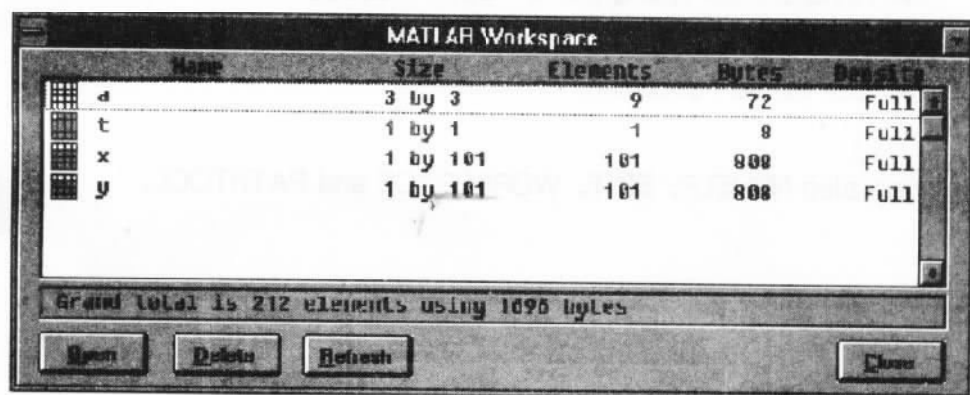 MATLAB Workspace
Name Size Elements Bytes Density
d 3 by 3 9 72 Full
t 1 by 1 1 8 Full
x 1 by 101 101 808 Full
y 1 by 101 101 808 Full
Grand total is 212 elements using 1696 bytes
Open Delete Refresh Close